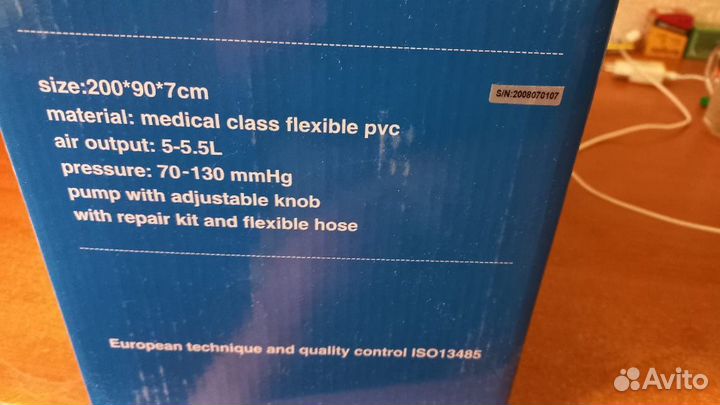 size:200*90*7cm
S/N:2008070107
material: medical class flexible pvc
air output: 5-5.5L
pressure: 70-130 mmHg
pump with adjustable knob
with repair kit and flexible hose
European technique and quality control ISO13485
Avito